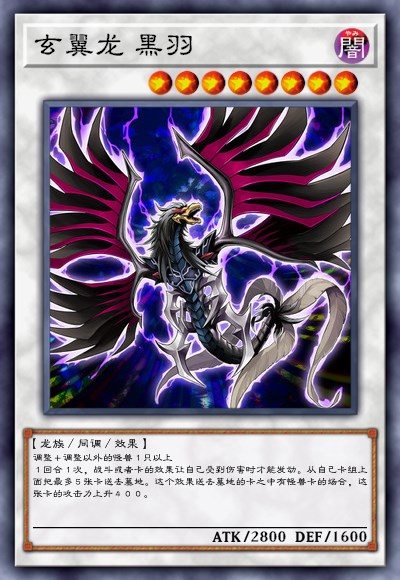 玄翼龙 黑羽
やみ
闇
【龙族／同调／效果】
调整＋调整以外的怪兽１只以上
１回合１次，战斗或者卡的效果让自己受到伤害时才能发动。从自己卡组上
面把最多５张卡送去墓地。这个效果送去墓地的卡之中有怪兽卡的场合，这
张卡的攻击力上升４００。
ATK/2800 DEF/1600